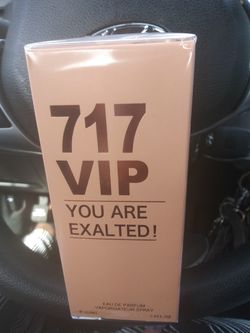 717
VIP
YOU ARE
EXALTED!
EAU DE PARFUM
VAPORISATEUR SPRAY